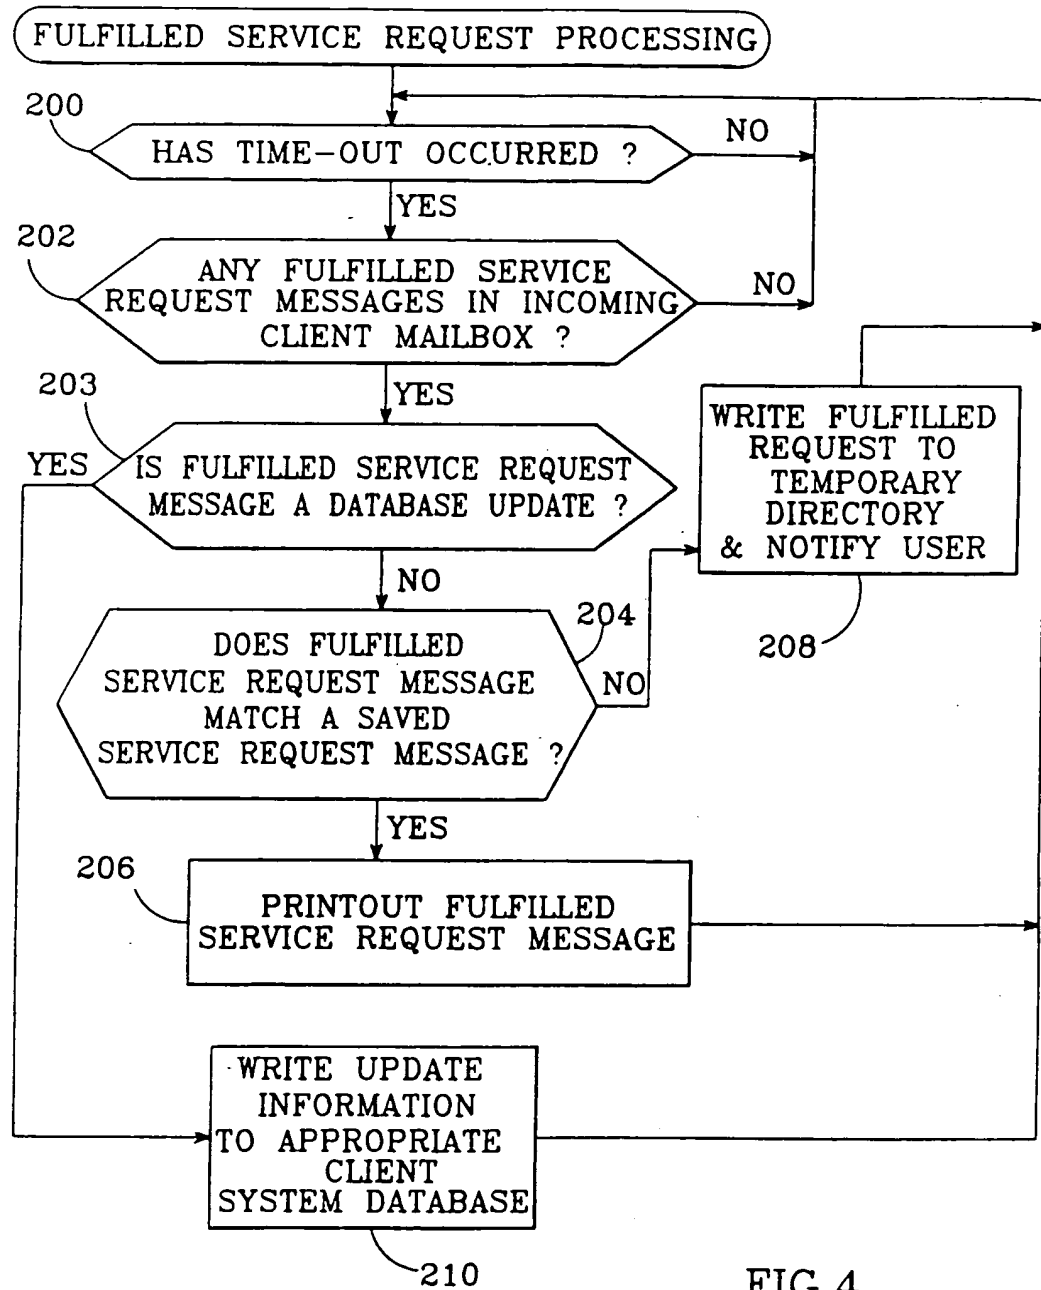 FULFILLED SERVICE REQUEST PROCESSING
200
HAS TIME-OUT OCCURRED ?
NO
YES
202
ANY FULFILLED SERVICE
REQUEST MESSAGES IN INCOMING
CLIENT MAILBOX ?
NO
YES
203
YES
IS FULFILLED SERVICE REQUEST
MESSAGE A DATABASE UPDATE ?
NO
WRITE FULFILLED
REQUEST TO
TEMPORARY
DIRECTORY
& NOTIFY USER
208
204
DOES FULFILLED
SERVICE REQUEST MESSAGE
MATCH A SAVED
SERVICE REQUEST MESSAGE ?
NO
YES
206
PRINTOUT FULFILLED
SERVICE REQUEST MESSAGE
WRITE UPDATE
INFORMATION
TO APPROPRIATE
CLIENT
SYSTEM DATABASE
210
FIG 4